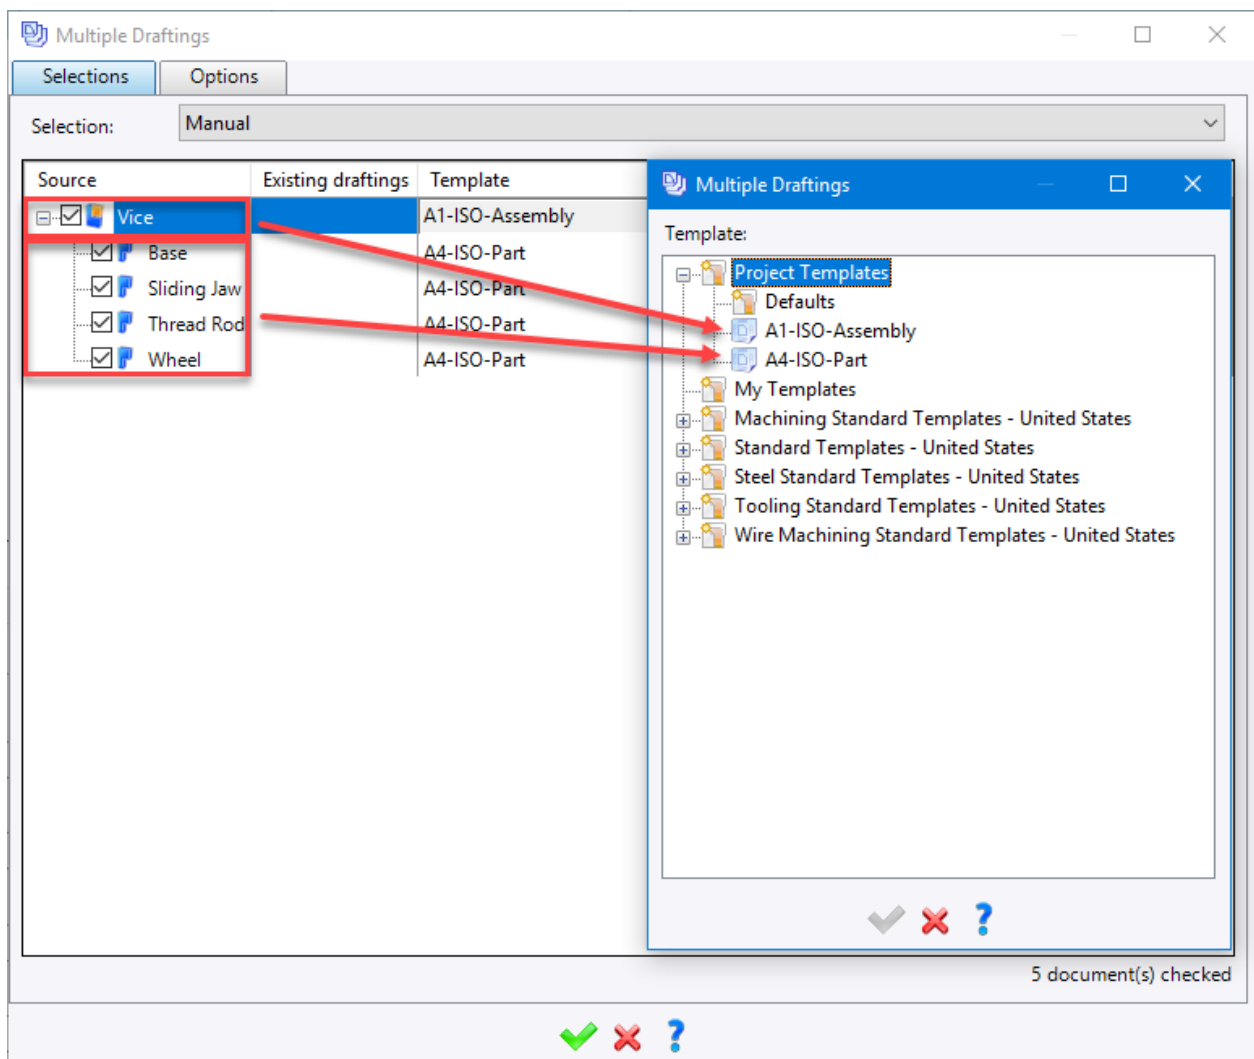 Multiple Draftings
Selections Options
Selection: Manual
Source Existing draftings Template
Vice A1-ISO-Assembly
Base A4-ISO-Part
Sliding Jaw A4-ISO-Part
Thread Rod A4-ISO-Part
Wheel A4-ISO-Part
Multiple Draftings
Template:
Project Templates
Defaults
A1-ISO-Assembly
A4-ISO-Part
My Templates
Machining Standard Templates - United States
Standard Templates - United States
Steel Standard Templates - United States
Tooling Standard Templates - United States
Wire Machining Standard Templates - United States
5 document(s) checked